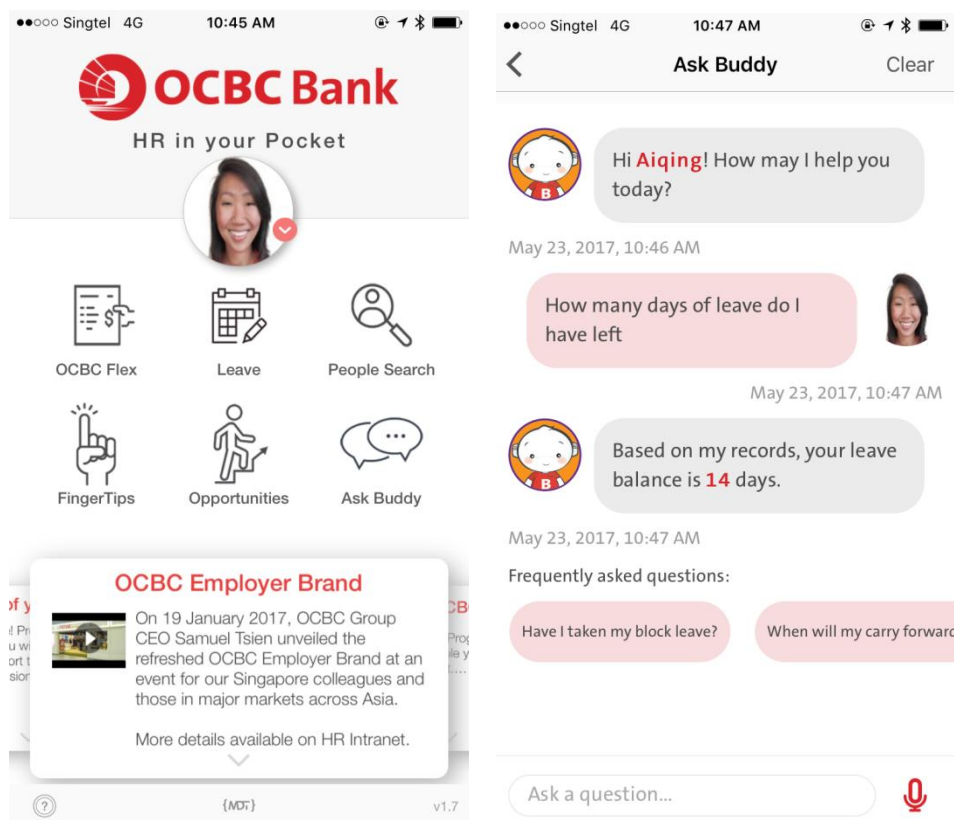 Singtel 4G 10:45 AM
OCBC Bank
HR in your Pocket
OCBC Flex Leave People Search
FingerTips Opportunities Ask Buddy
OCBC Employer Brand
On 19 January 2017, OCBC Group
CEO Samuel Tsien unveiled the
refreshed OCBC Employer Brand at an
event for our Singapore colleagues and
those in major markets across Asia.
More details available on HR Intranet.
? {MDT} v1.7
Singtel 4G 10:47 AM
Ask Buddy Clear
Hi Aiqing! How may I help you
today?
B
May 23, 2017, 10:46 AM
How many days of leave do I
have left
May 23, 2017, 10:47 AM
Based on my records, your leave
balance is 14 days.
B
May 23, 2017, 10:47 AM
Frequently asked questions:
Have I taken my block leave? When will my carry forward
Ask a question...